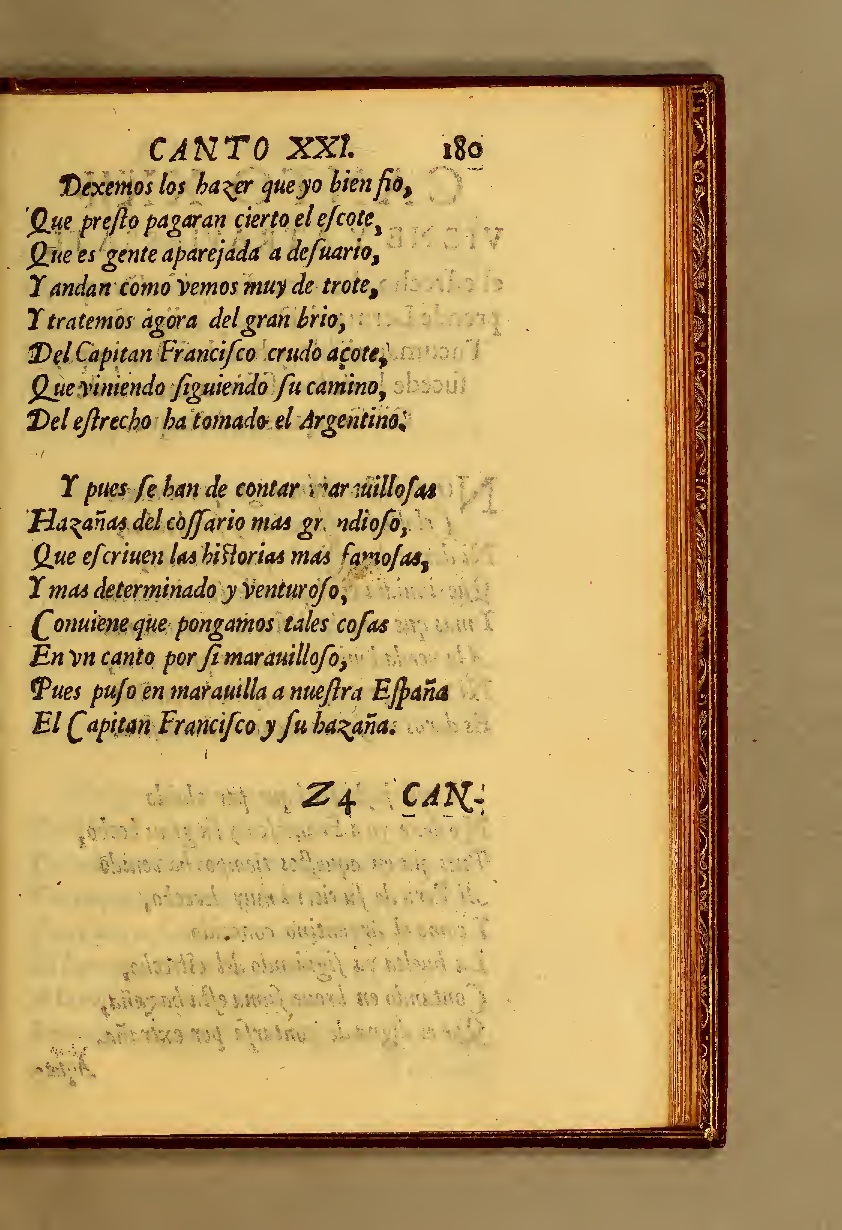 CANTO XXI. 180
Dexemos los hazer que yo bien fio,
Que preſto pagaran cierto el eſcote,
Que es gente aparejada a deſuario,
Y andan como vemos muy de trote,
Y tratemos agora del gran brio,
Del Capitan Franciſco crudo açote,
Que viniendo ſiguiendo ſu camino,
Del eſtrecho ha tomado el Argentino.
Y pues ſe han de contar marauilloſas
Hazañas del coſſario mas grandioſo,
Que eſcriuen las hiſtorias mas famoſas,
Y mas determinado y venturoſo,
Conuiene que pongamos tales coſas
En vn canto por ſi marauilloſo,
Pues puſo en marauilla a nueſtra Eſpaña
El Capitan Franciſco y ſu hazaña.
Z4 CAN-